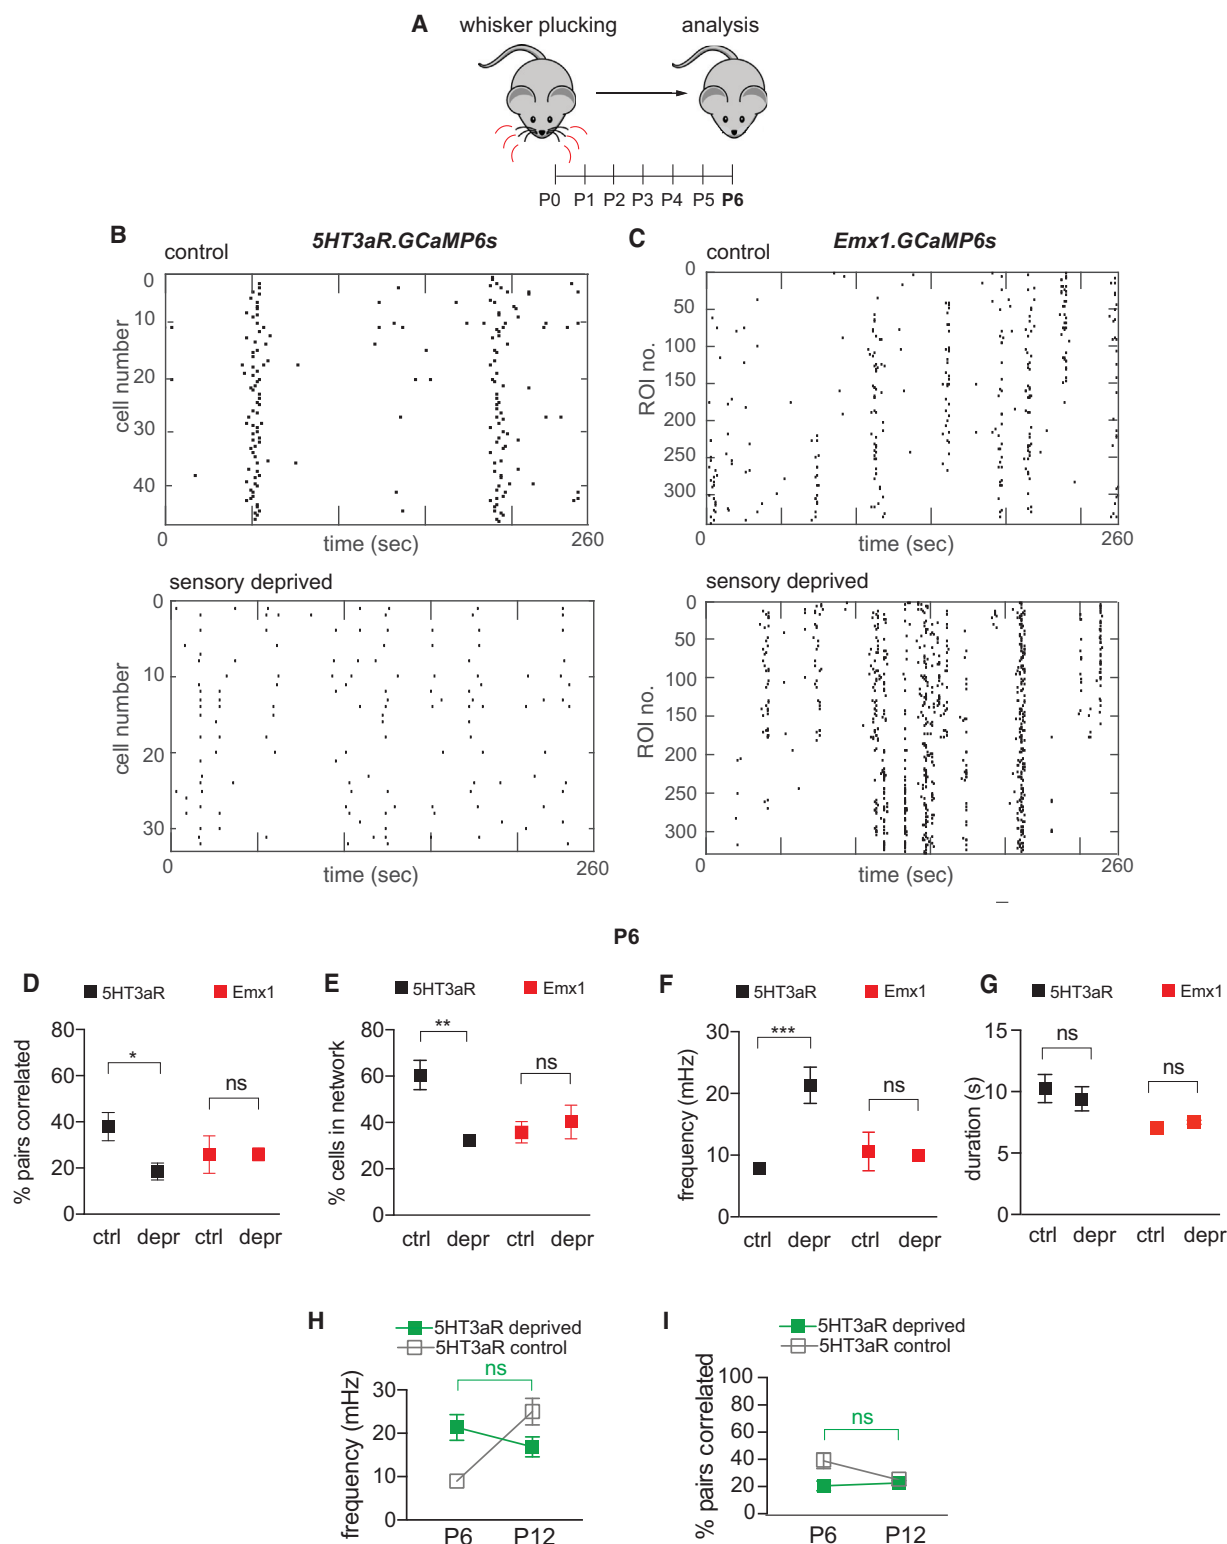 A whisker plucking analysis
P0 P1 P2 P3 P4 P5 P6
B 5HT3aR.GCaMP6s
control
0
10
20
30
40
cell number
0 time (sec) 260
sensory deprived
0
10
20
30
cell number
0 time (sec) 260
C Emx1.GCaMP6s
control
0
50
100
150
200
250
300
ROI no.
0 time (sec) 260
sensory deprived
0
50
100
150
200
250
300
ROI no.
0 time (sec) 260
P6
D 5HT3aR Emx1
80
60
40
20
0
% pairs correlated
* ns
ctrl depr ctrl depr
E 5HT3aR Emx1
80
60
40
20
0
% cells in network
** ns
ctrl depr ctrl depr
F 5HT3aR Emx1
30
20
10
0
frequency (mHz)
*** ns
ctrl depr ctrl depr
G 5HT3aR Emx1
15
10
5
0
duration (s)
ns ns
ctrl depr ctrl depr
H 5HT3aR deprived
5HT3aR control
ns
30
20
10
0
frequency (mHz)
P6 P12
I 5HT3aR deprived
5HT3aR control
ns
100
80
60
40
20
0
% pairs correlated
P6 P12